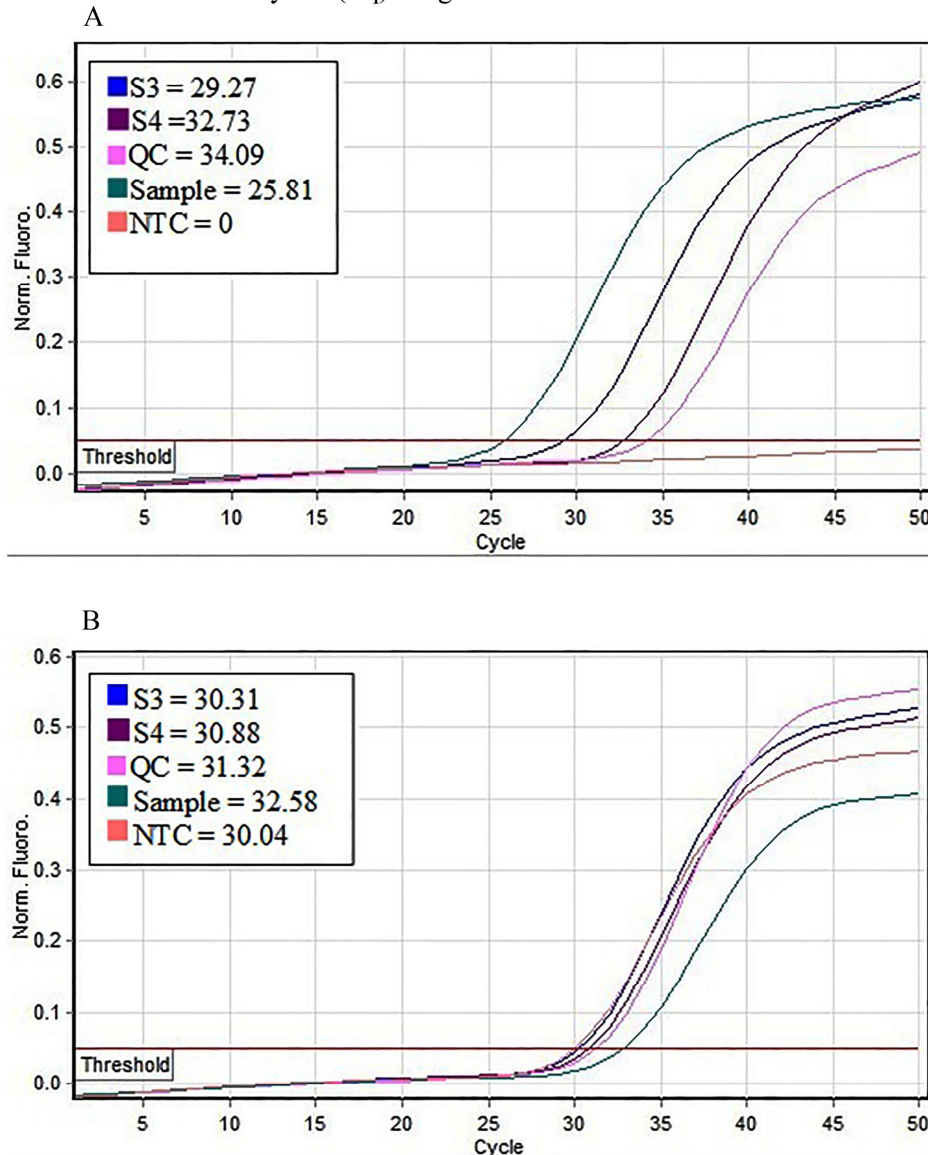 A
S3 = 29.27
S4 =32.73
QC = 34.09
Sample = 25.81
NTC = 0
Norm. Fluoro.
0.6
0.5
0.4
0.3
0.2
0.1
0.0
Threshold
5 10 15 20 25 30 35 40 45 50
Cycle
B
S3 = 30.31
S4 = 30.88
QC = 31.32
Sample = 32.58
NTC = 30.04
Norm. Fluoro.
0.6
0.5
0.4
0.3
0.2
0.1
0.0
Threshold
5 10 15 20 25 30 35 40 45 50
Cycle